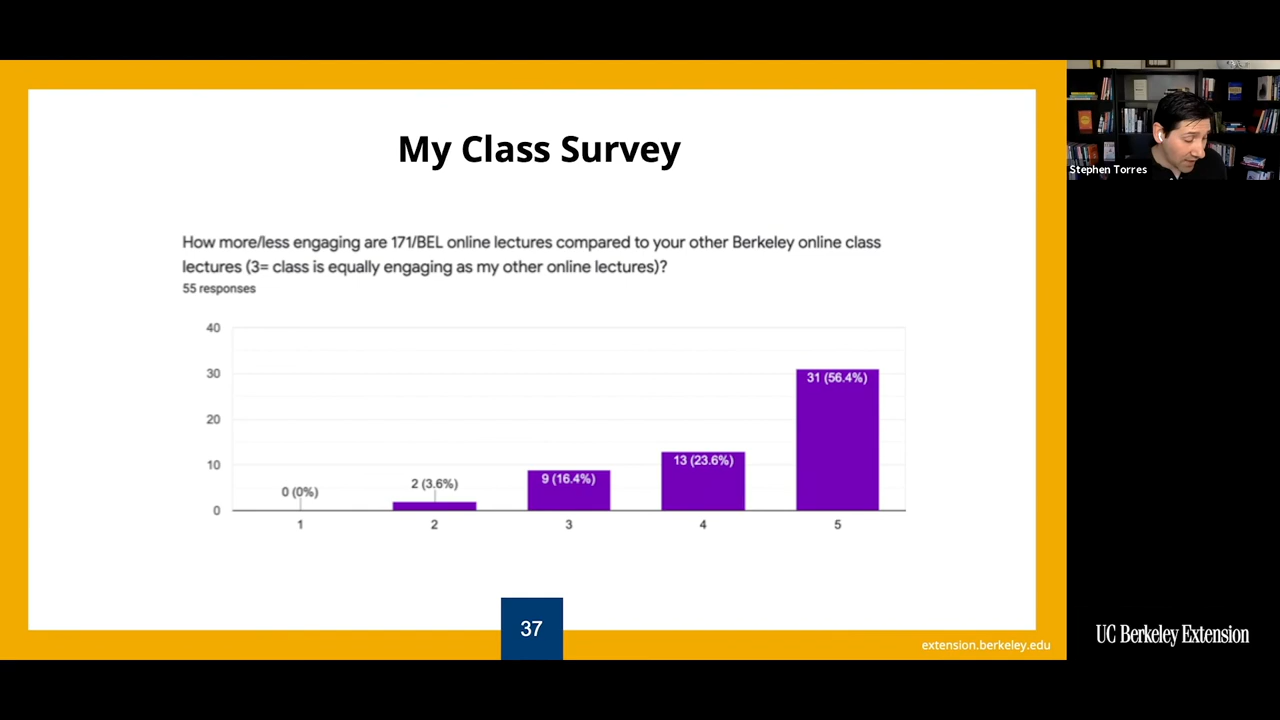 My Class Survey
How more/less engaging are 171/BEL online lectures compared to your other Berkeley online class
lectures (3= class is equally engaging as my other online lectures)?
55 responses
40
30
20
10
0
0 (0%)
2 (3.6%)
9 (16.4%)
13 (23.6%)
31 (56.4%)
1
2
3
4
5
37
extension.berkeley.edu
Stephen Torres
UC Berkeley Extension